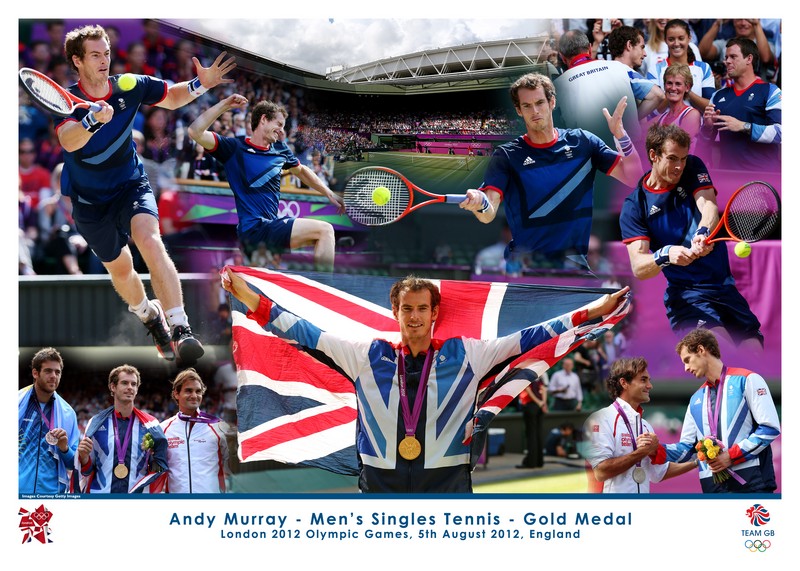 GREAT BRITAIN
Images Courtesy Getty Images
Andy Murray - Men's Singles Tennis - Gold Medal
London 2012 Olympic Games, 5th August 2012, England
TEAM GB